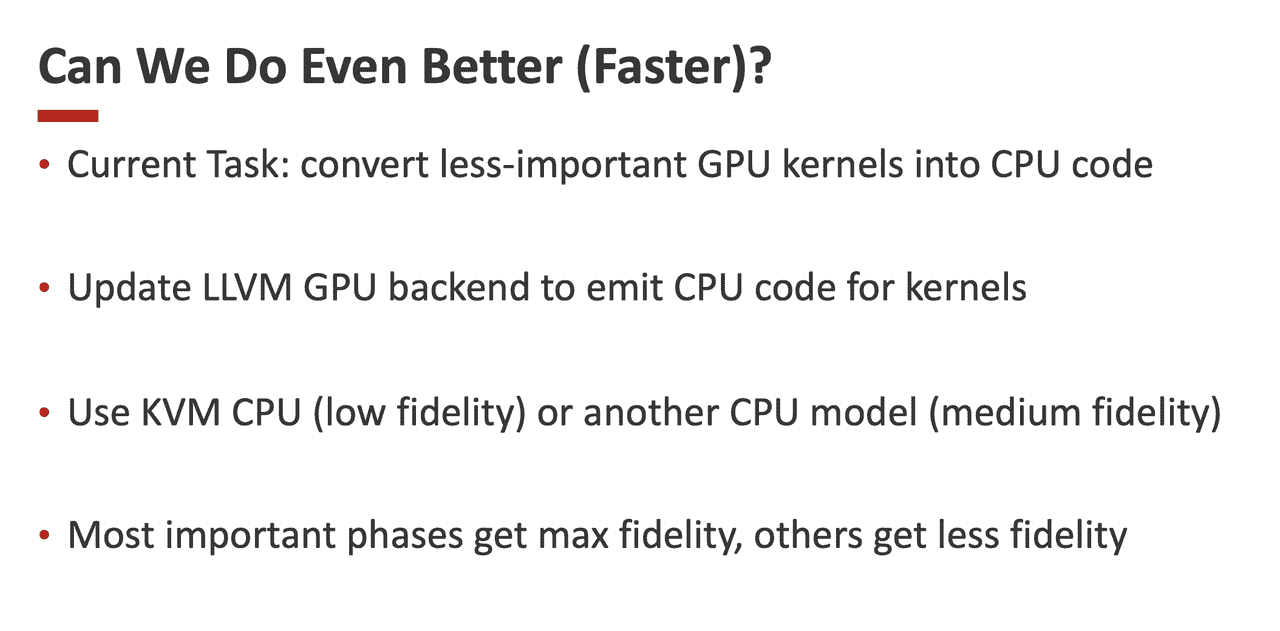 Can We Do Even Better (Faster)?
• Current Task: convert less-important GPU kernels into CPU code
• Update LLVM GPU backend to emit CPU code for kernels
• Use KVM CPU (low fidelity) or another CPU model (medium fidelity)
• Most important phases get max fidelity, others get less fidelity